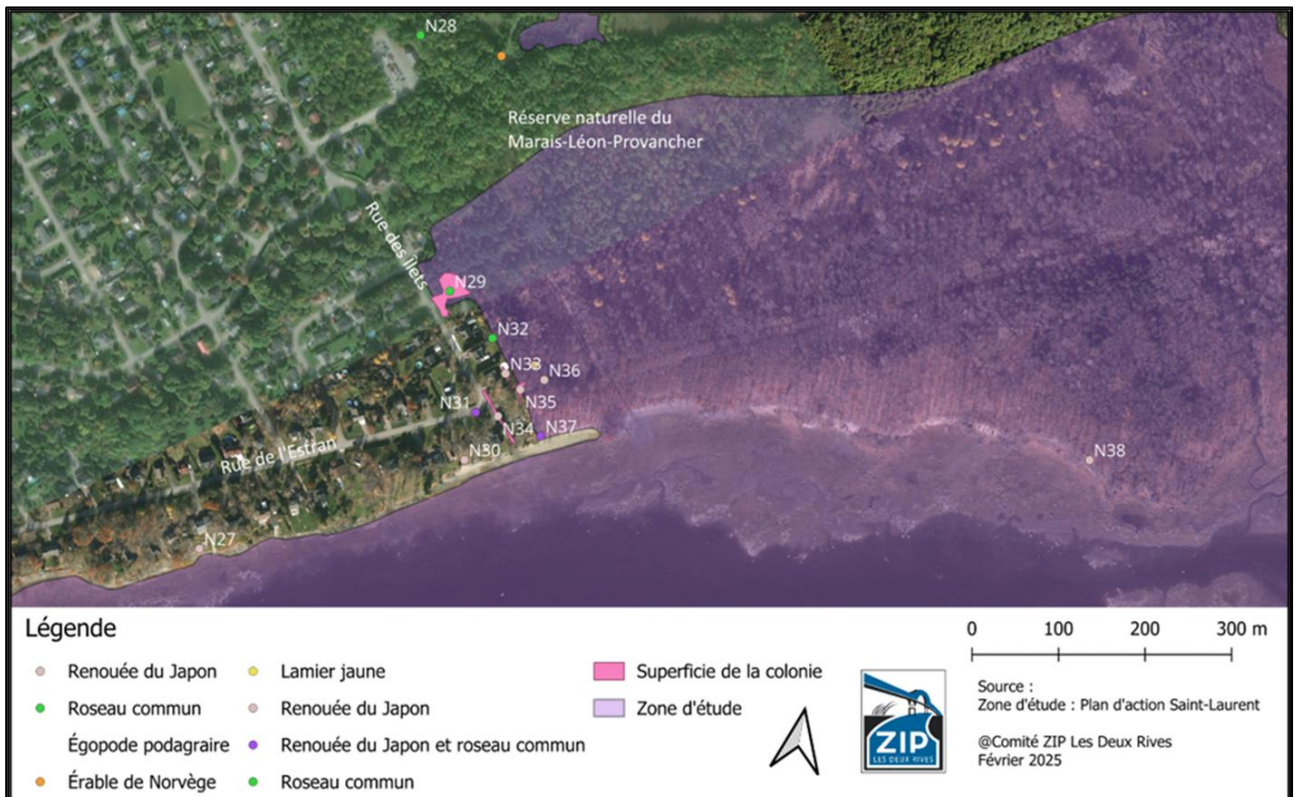 N28
Réserve naturelle du
Marais-Léon-Provancher
Rue des Îlets
N29
N32
N33
N36
N35
N31
N34
N37
Rue de l'Estran
N30
N38
N27
Légende
Renouée du Japon
Roseau commun
Égopode podagraire
Érable de Norvège
Lamier jaune
Renouée du Japon
Renouée du Japon et roseau commun
Roseau commun
Superficie de la colonie
Zone d'étude
ZIP
LES DEUX RIVES
0 100 200 300 m
Source :
Zone d'étude : Plan d'action Saint-Laurent
@Comité ZIP Les Deux Rives
Février 2025